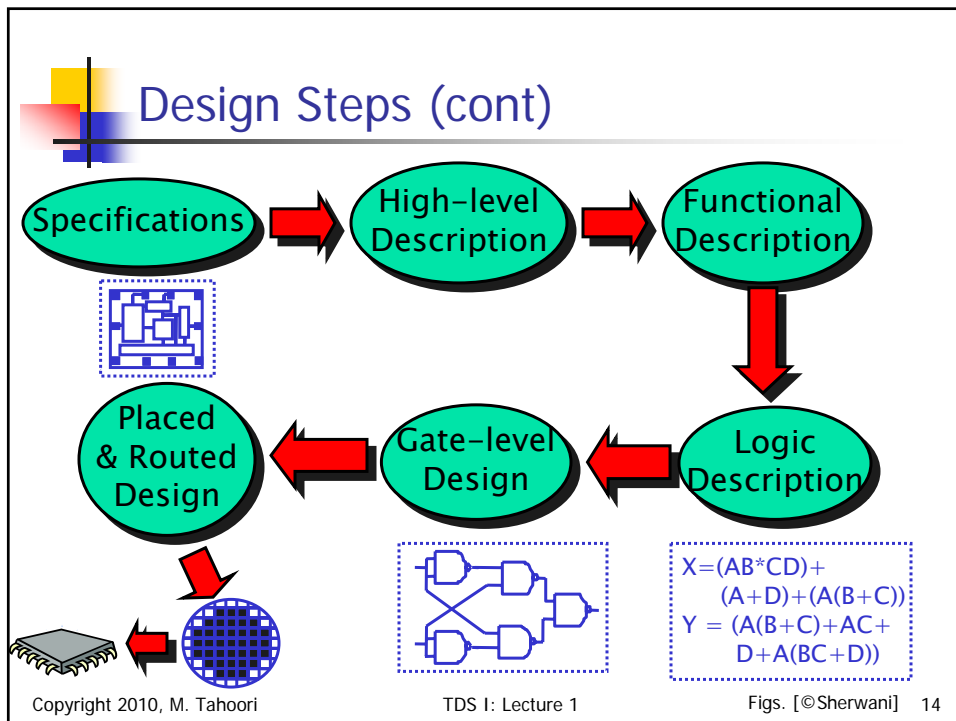 Design Steps (cont)
Specifications
High-level
Description
Functional
Description
Placed
& Routed
Design
Gate-level
Design
Logic
Description
X=(AB*CD)+
(A+D)+(A(B+C))
Y = (A(B+C)+AC+
D+A(BC+D))
Copyright 2010, M. Tahoori
TDS I: Lecture 1
Figs. [©Sherwani]
14